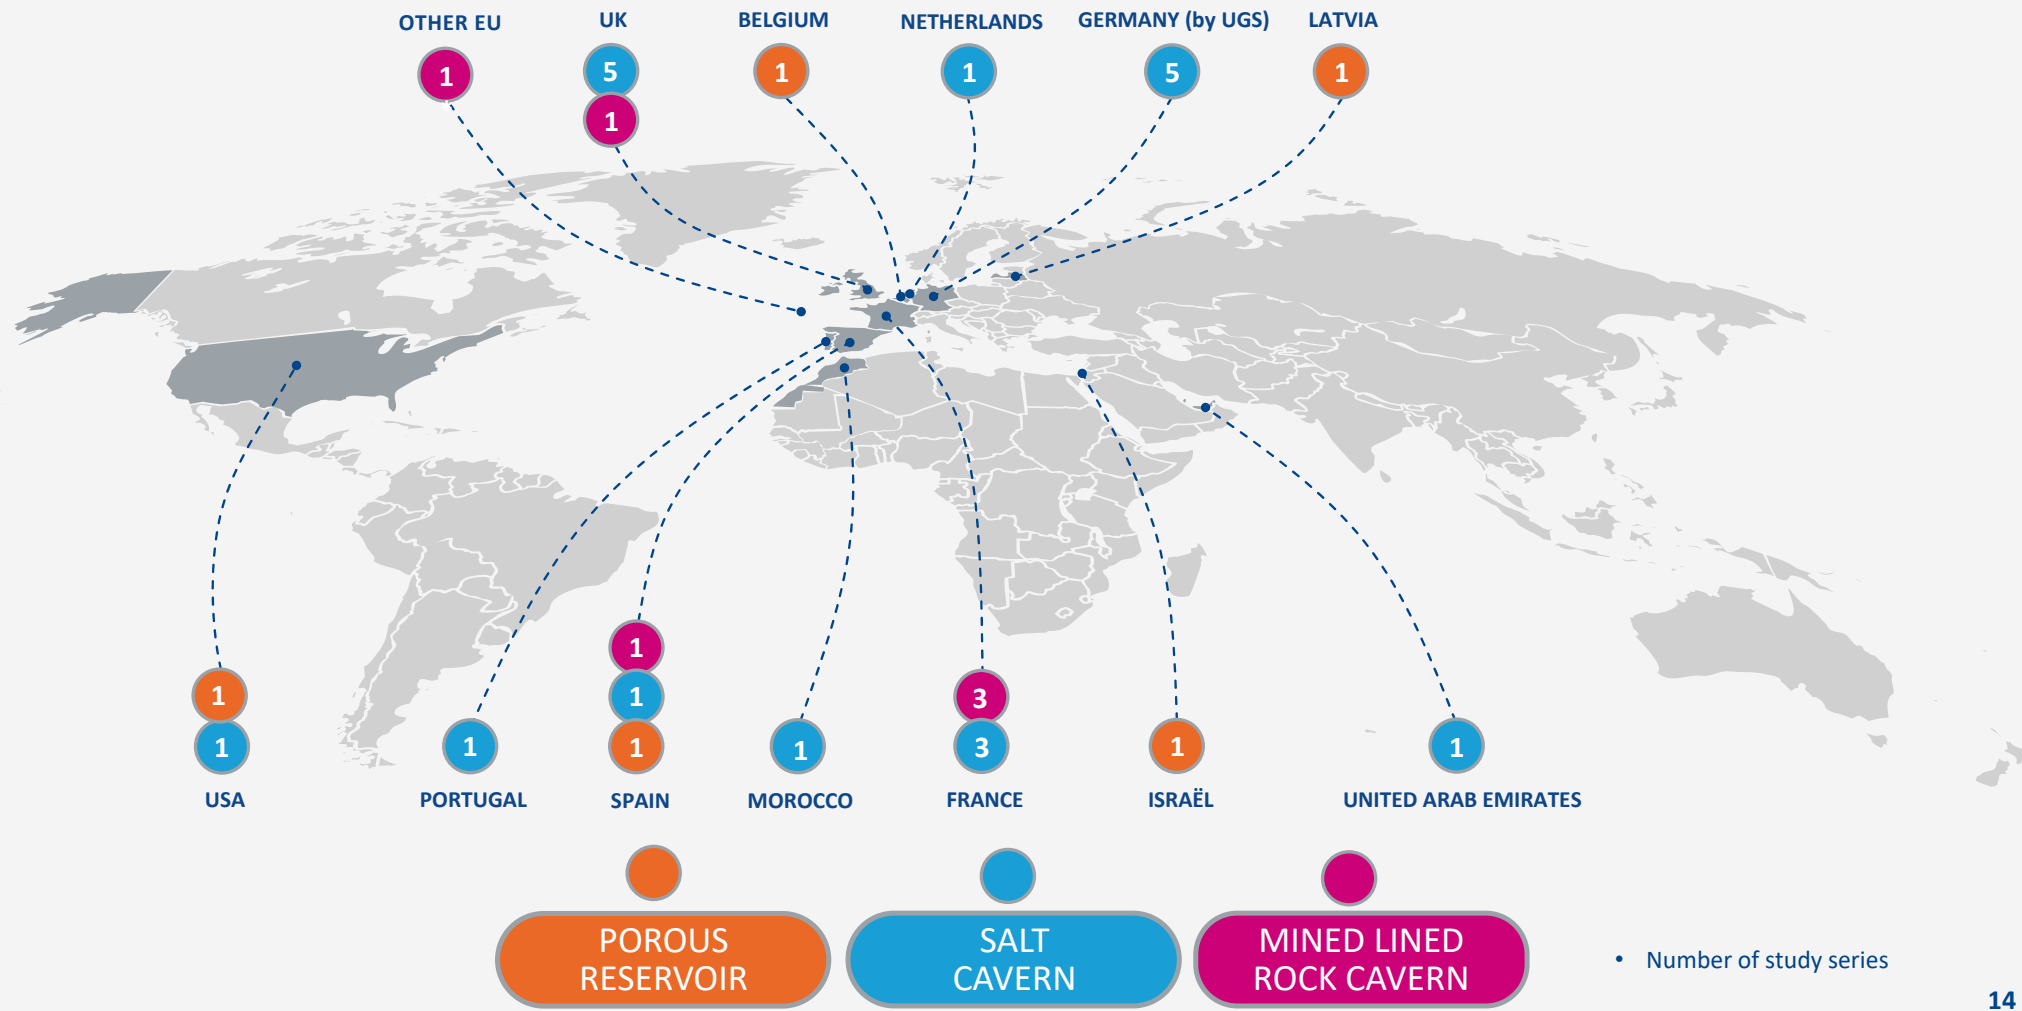 OTHER EU
UK
BELGIUM
NETHERLANDS
GERMANY (by UGS)
LATVIA
1
5
1
1
1
5
1
1
1
1
1
1
1
1
3
3
1
1
USA
PORTUGAL
SPAIN
MOROCCO
FRANCE
ISRAËL
UNITED ARAB EMIRATES
POROUS
RESERVOIR
SALT
CAVERN
MINED LINED
ROCK CAVERN
• Number of study series
14